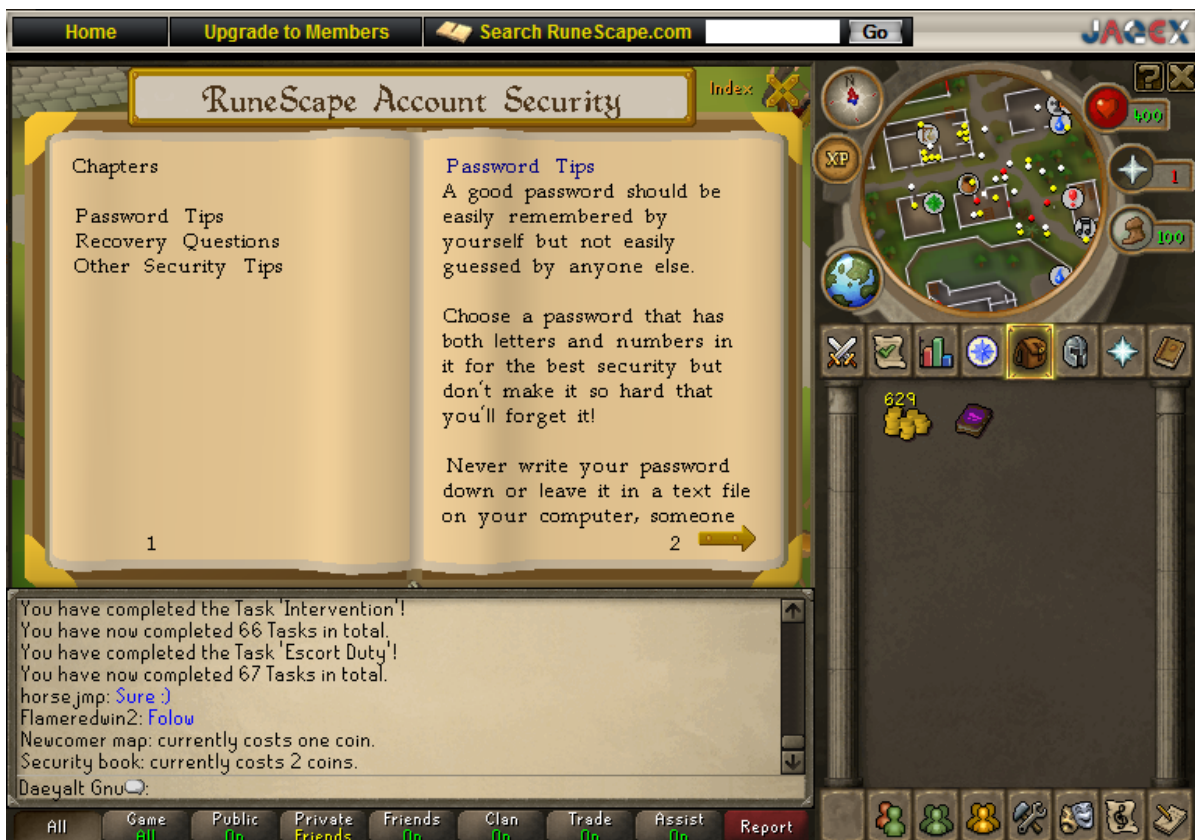 Home
Upgrade to Members
Search RuneScape.com
Go
JAGEX
RuneScape Account Security
Index
Chapters
Password Tips
Recovery Questions
Other Security Tips
1
Password Tips
A good password should be
easily remembered by
yourself but not easily
guessed by anyone else.
Choose a password that has
both letters and numbers in
it for the best security but
don't make it so hard that
you'll forget it!
Never write your password
down or leave it in a text file
on your computer, someone
2
N
400
XP
1
100
629
You have completed the Task 'Intervention'!
You have now completed 66 Tasks in total.
You have completed the Task 'Escort Duty'!
You have now completed 67 Tasks in total.
horse jmp: Sure :)
Flameredwin2: Folow
Newcomer map: currently costs one coin.
Security book: currently costs 2 coins.
Daeyalt Gnu:
All
Game
All
Public
On
Private
Friends
Friends
On
Clan
On
Trade
On
Assist
On
Report